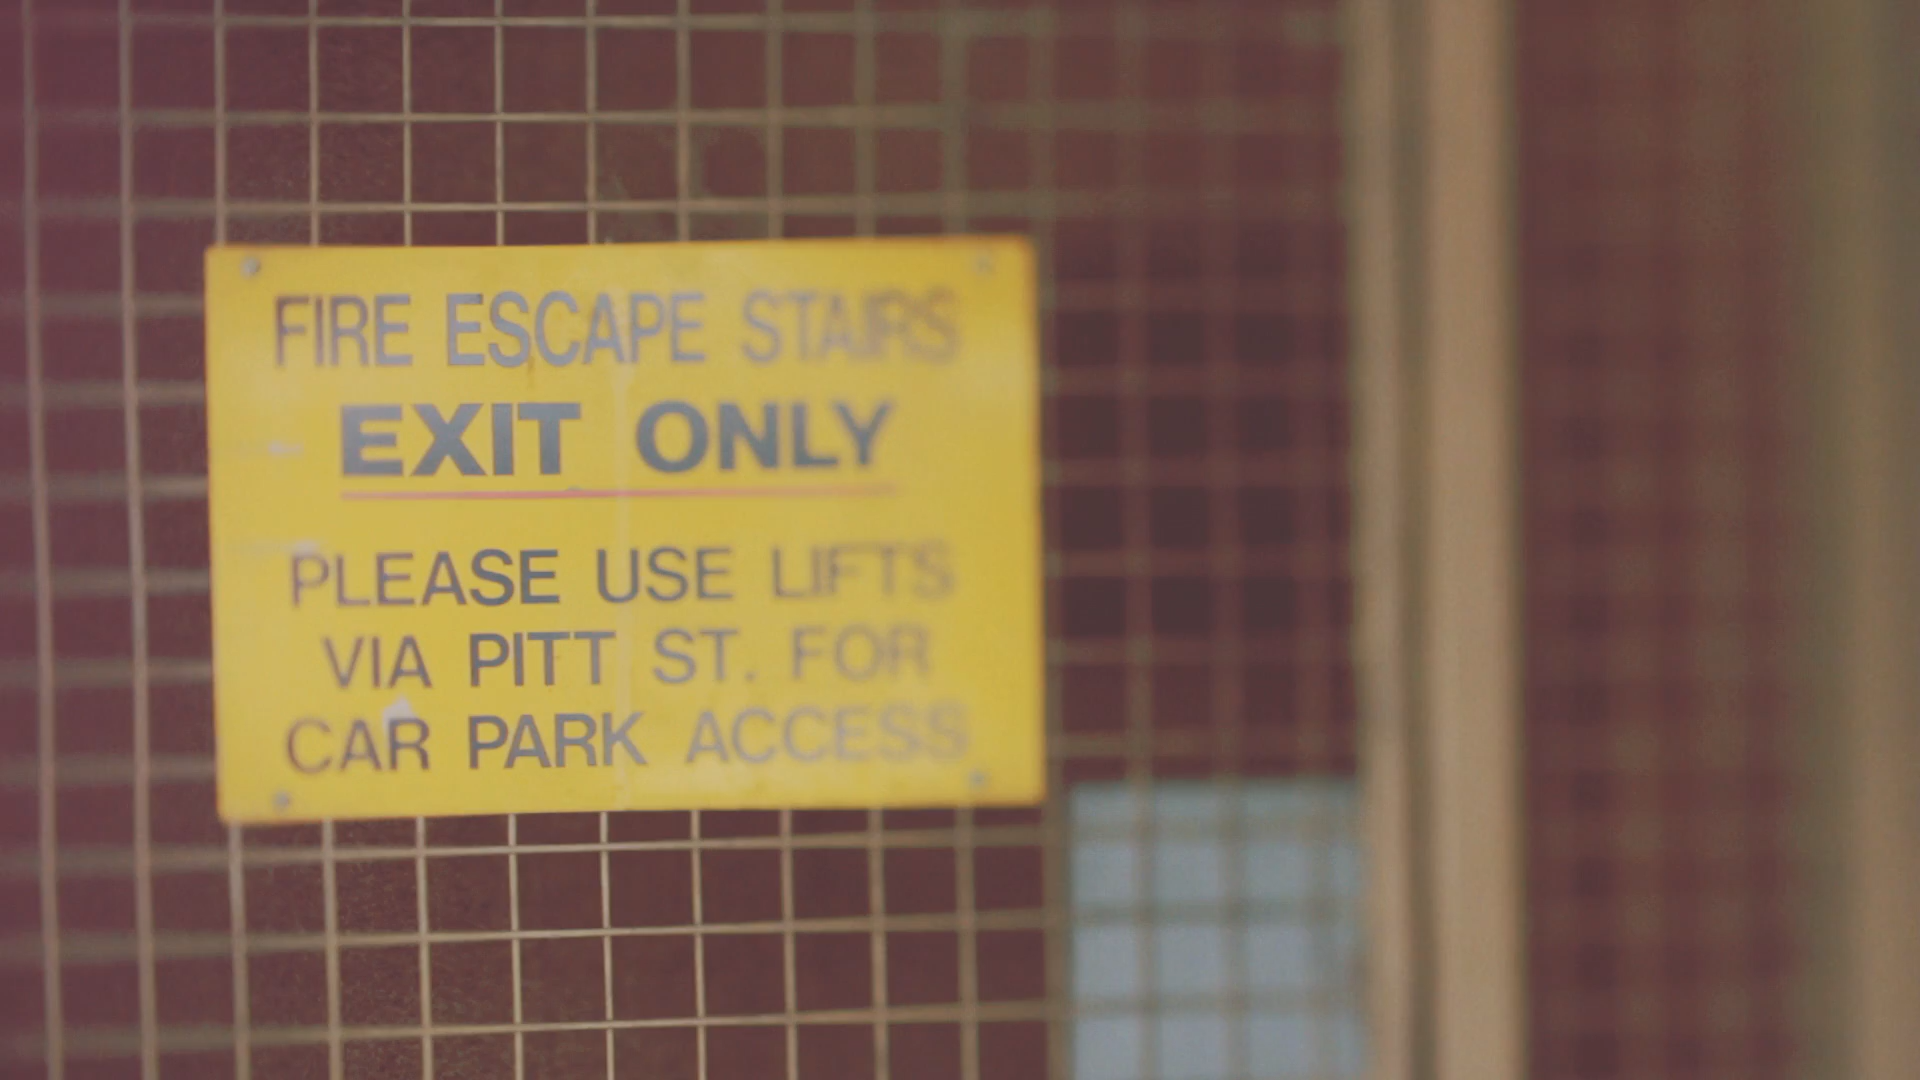 FIRE ESCAPE STAIRS
EXIT ONLY
PLEASE USE LIFTS
VIA PITT ST. FOR
CAR PARK ACCESS